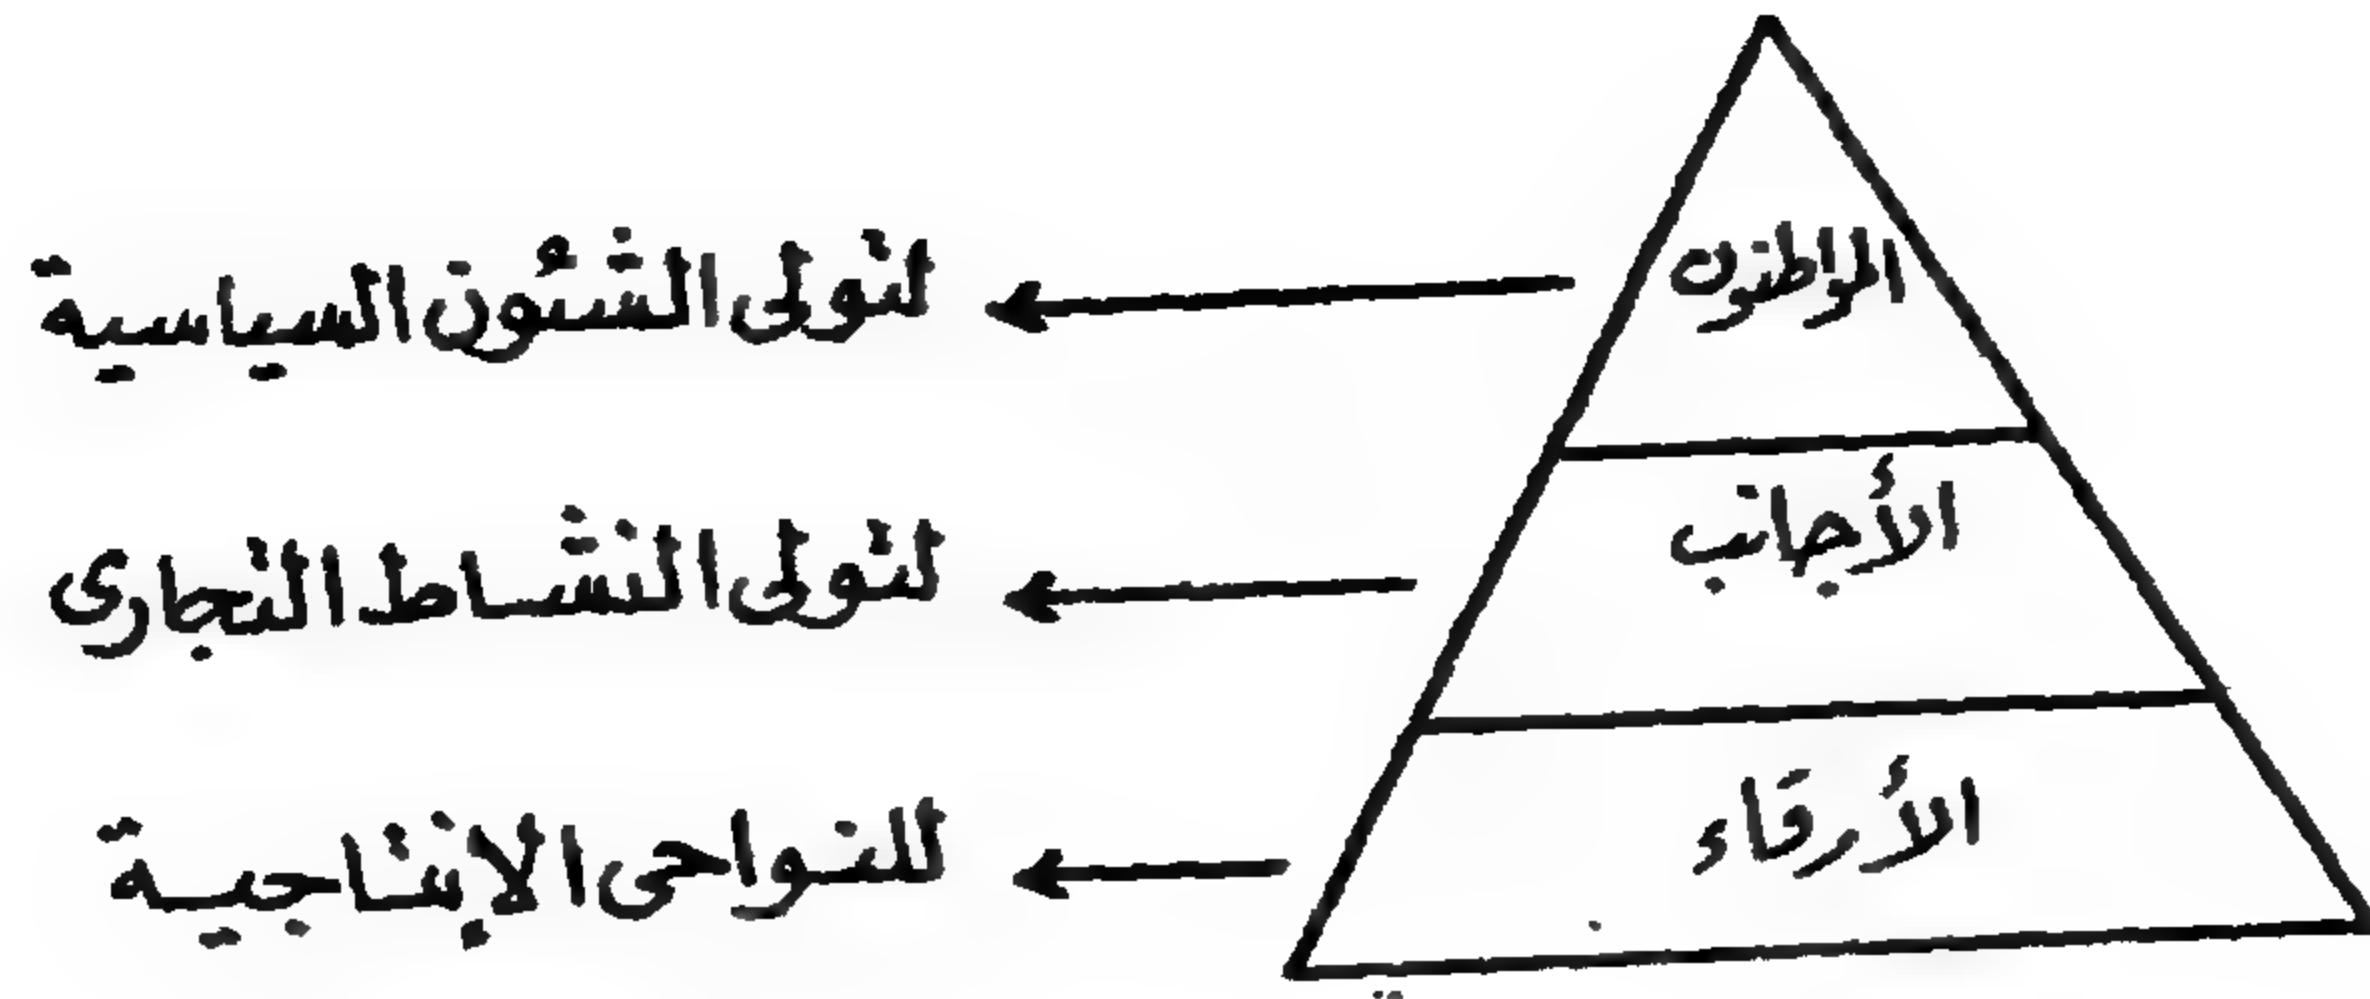 المواطنون
لتولى الشئون السياسية
الأجانب
لتولى النشاط التجارى
الأرقاء
للنواحى الإنتاجية